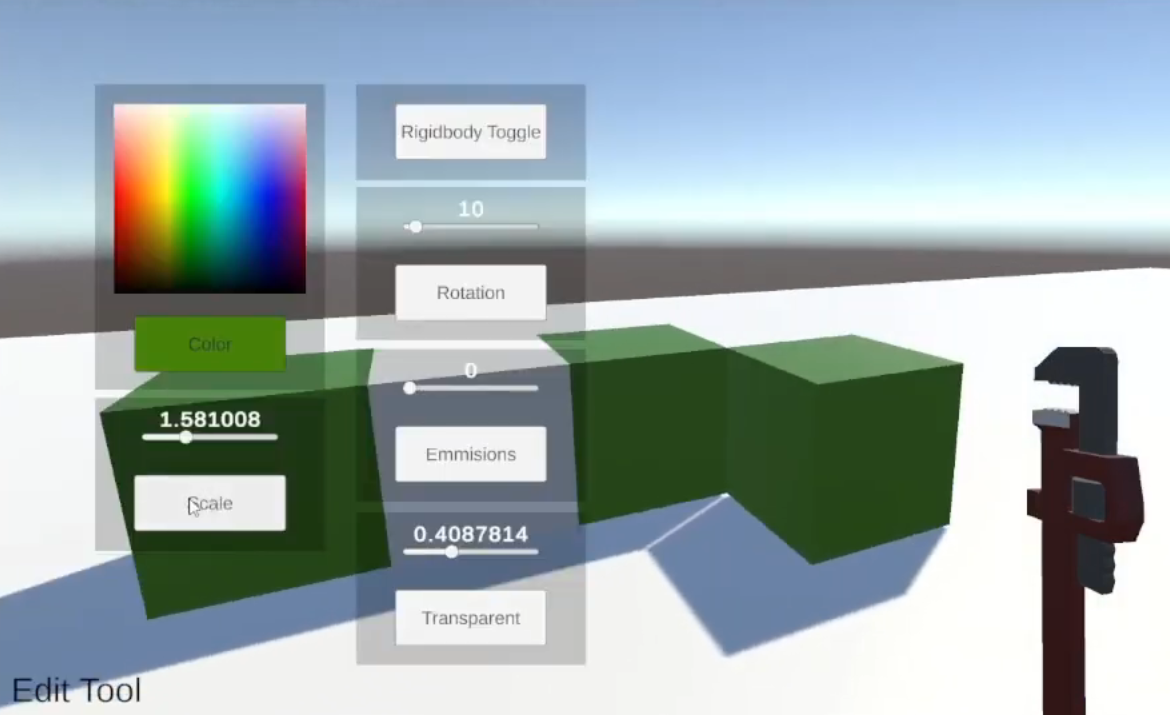 Color
1.581008
Scale
Rigidbody Toggle
10
Rotation
0
Emmisions
0.4087814
Transparent
Edit Tool